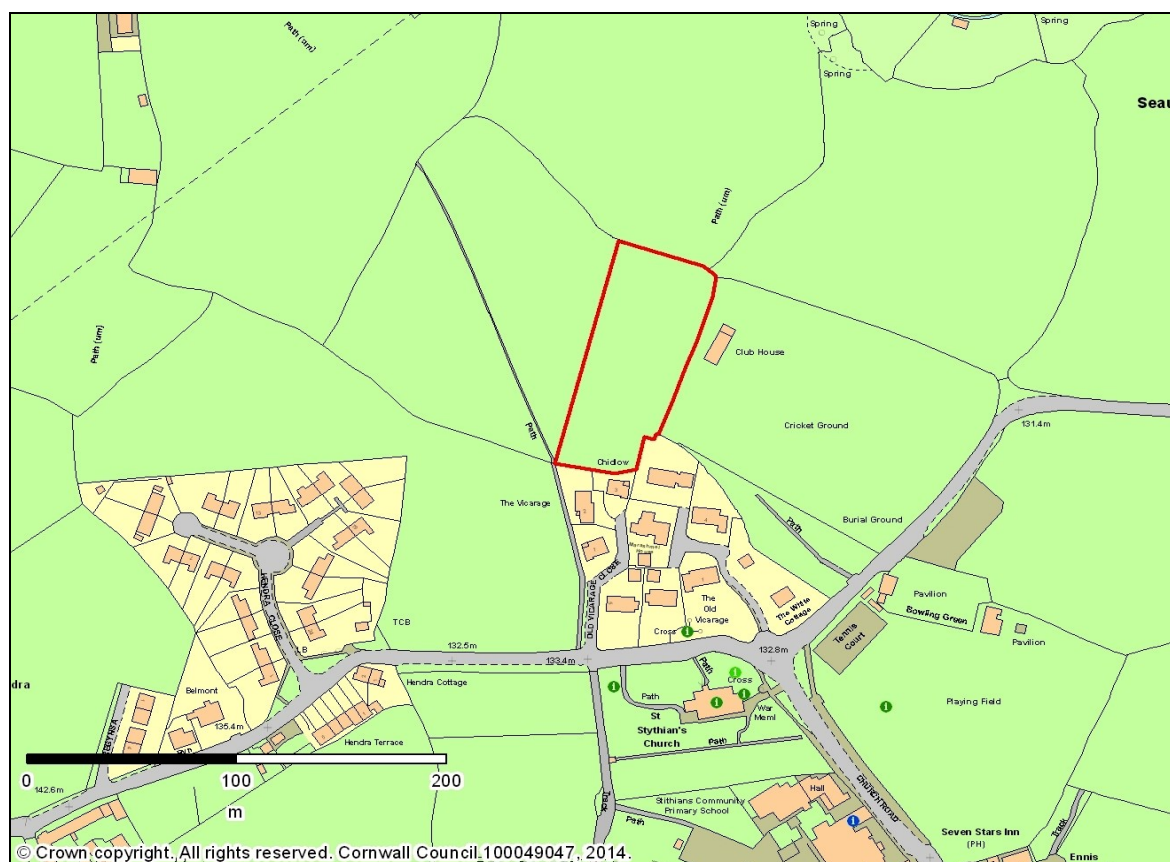 Spring
Spring
Path (um)
Spring
Seau
Path (um)
Path (um)
Club House
Path
Cricket Ground
131.4m
Chidlow
The Vicarage
Burial Ground
Path
HENDRA CLOSE
OLD VICARAGE CLOSE
The Old
Vicarage
The White
Cottage
Pavilion
Bowling Green
Pavilion
Tennis
Court
TCB
Cross
LB
132.5m
133.4m
132.8m
Hendra Cottage
Path
Cross
War
Meml
Path
St
Stythian's
Church
Path
Playing Field
dra
Belmont
135.4m
Hendra Terrace
0
100
200
m
142.6m
Track
Stithians Community
Primary School
Path
Hall
CHURCH ROAD
Seven Stars Inn
(PH)
Track
Ennis
© Crown copyright. All rights reserved. Cornwall Council 100049047, 2014.